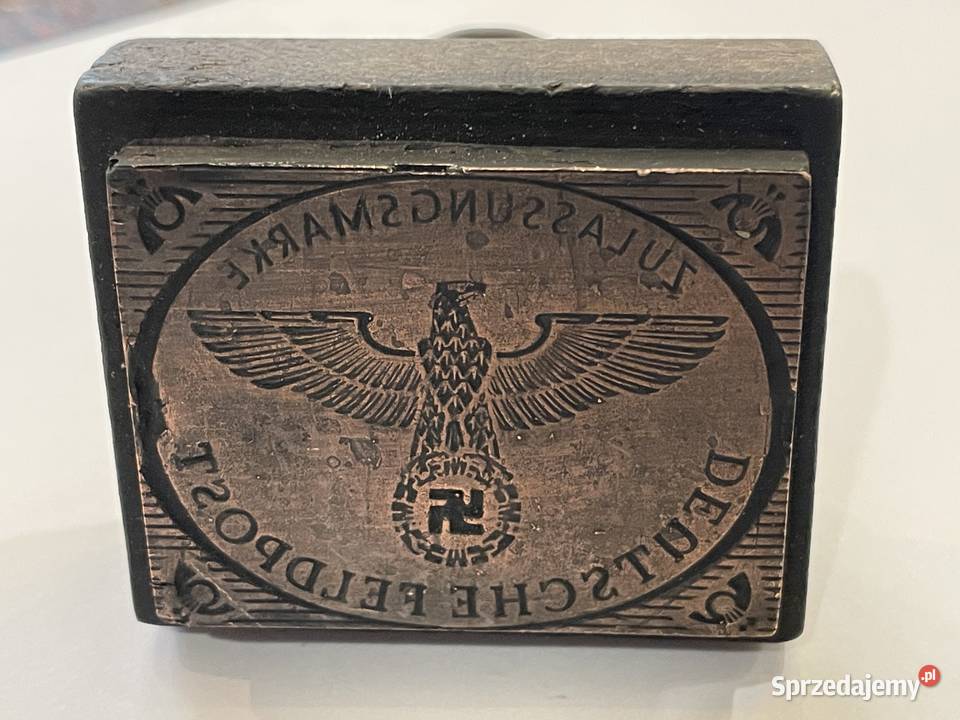 ZULASSUNGSMARKE
DEUTSCHE FELDPOST
Sprzedajemy.pl